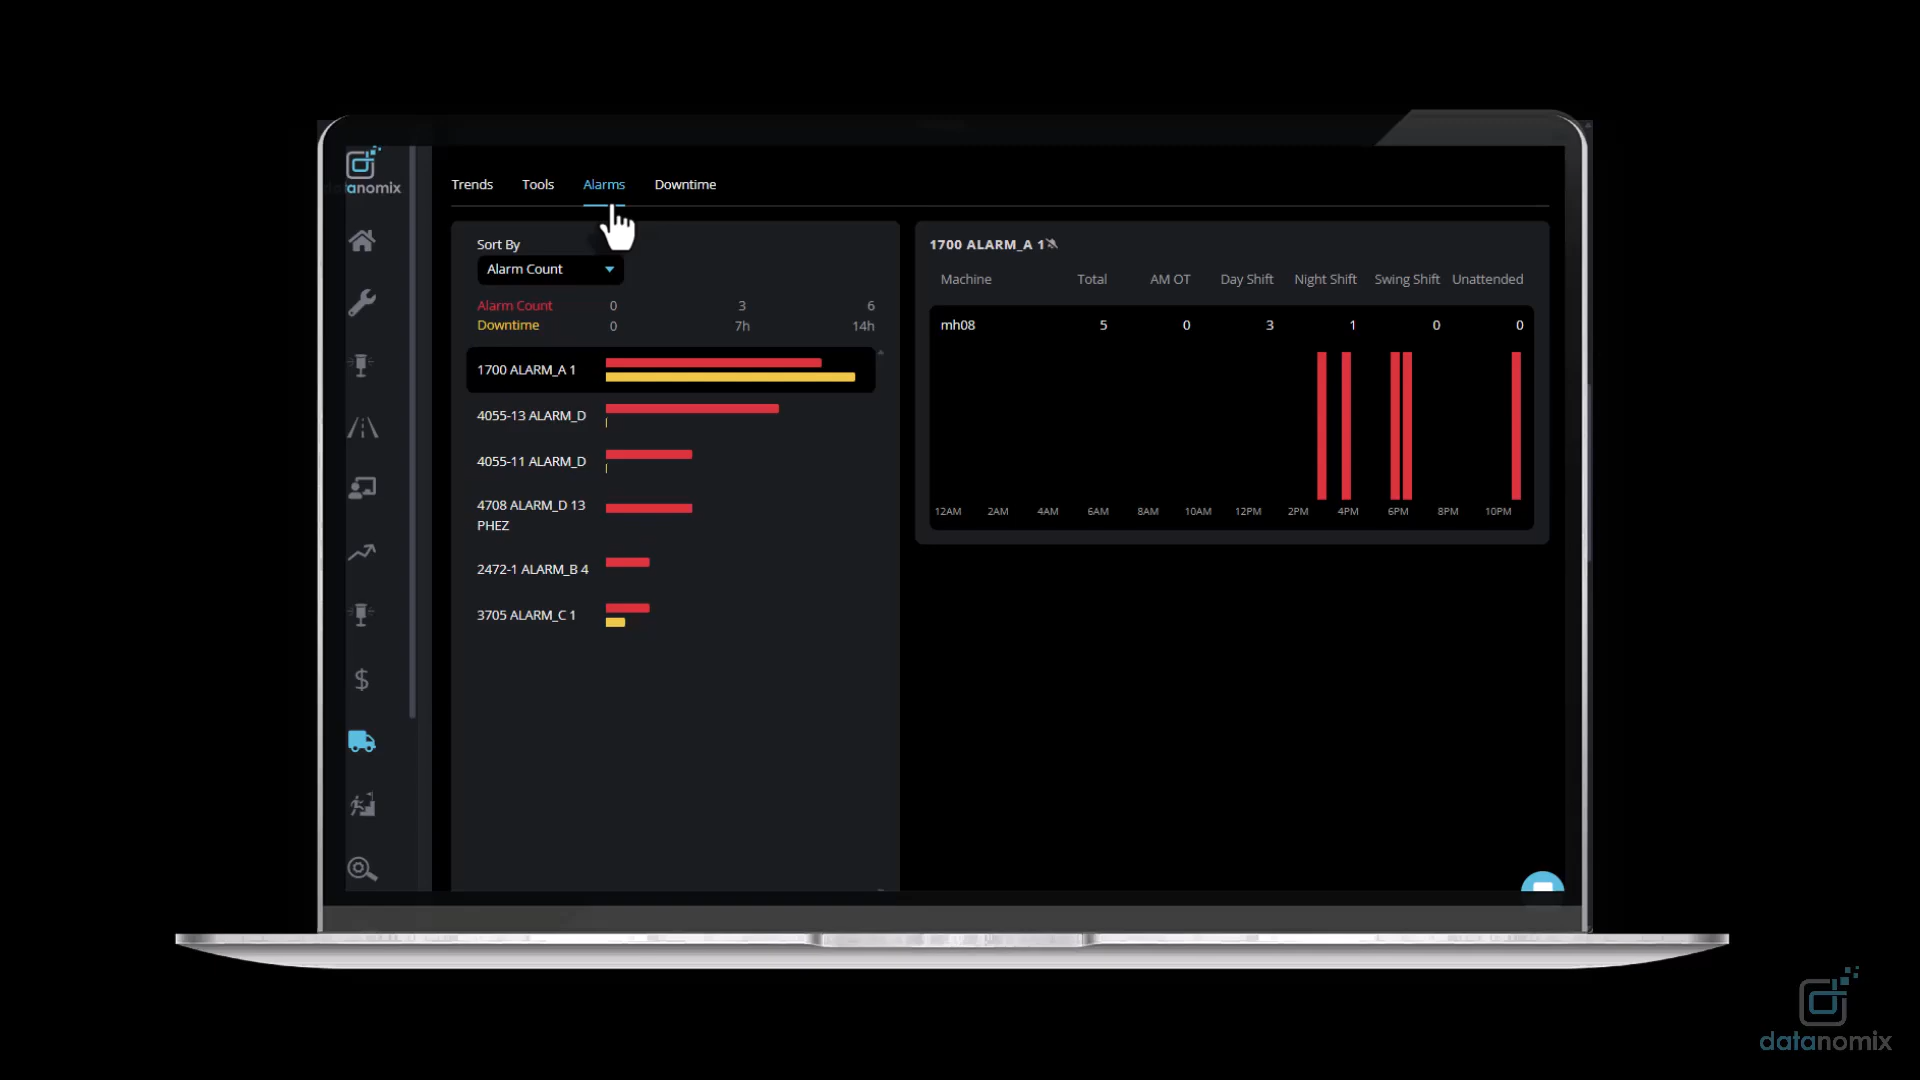 datanomix
Trends Tools Alarms Downtime
Sort By
Alarm Count
Alarm Count 0 3 6
Downtime 0 7h 14h
1700 ALARM_A 1
4055-13 ALARM_D
4055-11 ALARM_D
4708 ALARM_D 13
PHEZ
2472-1 ALARM_B 4
3705 ALARM_C 1
1700 ALARM_A 1
Machine Total AM OT Day Shift Night Shift Swing Shift Unattended
mh08 5 0 3 1 0 0
12AM 2AM 4AM 6AM 8AM 10AM 12PM 2PM 4PM 6PM 8PM 10PM
datanomix